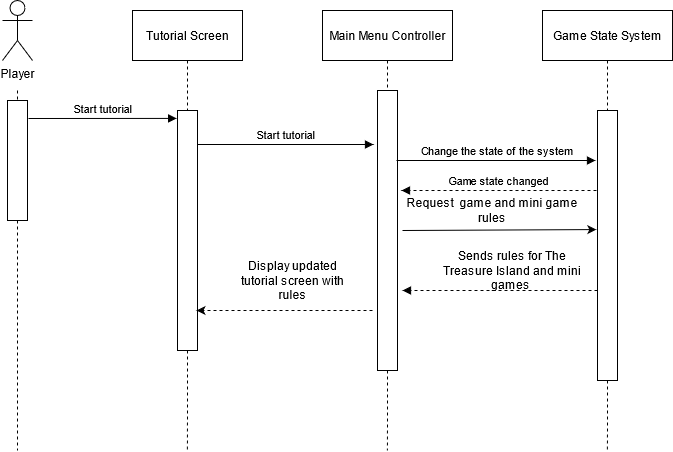 Tutorial Screen
Main Menu Controller
Game State System
Player
Start tutorial
Start tutorial
Change the state of the system
Game state changed
Request  game and mini game
rules
Sends rules for The
Treasure Island and mini
games
Display updated
tutorial screen with
rules